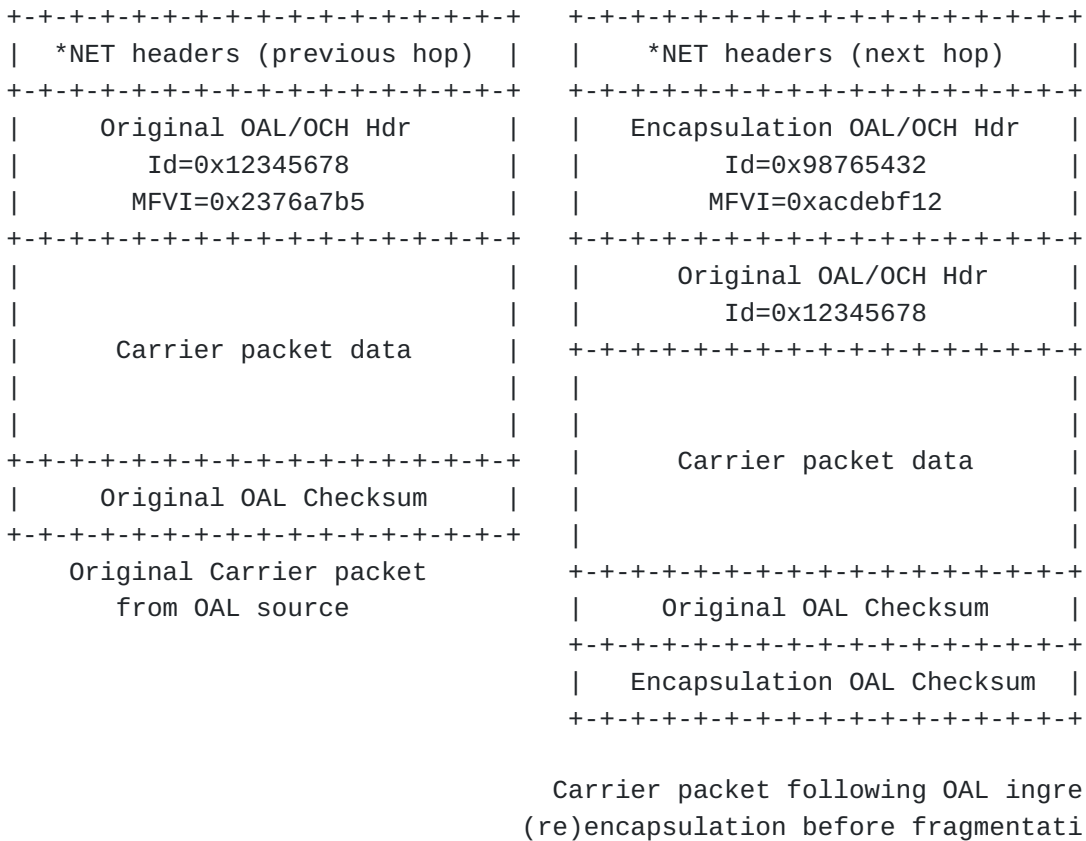 +-+-+-+-+-+-+-+-+-+-+-+-+-+-+-+-+   +-+-+-+-+-+-+-+-+-+-+-+-+-+-+-+-+
|  *NET headers (previous hop)  |   |    *NET headers (next hop)    |
+-+-+-+-+-+-+-+-+-+-+-+-+-+-+-+-+   +-+-+-+-+-+-+-+-+-+-+-+-+-+-+-+-+
|     Original OAL/OCH Hdr      |   |   Encapsulation OAL/OCH Hdr   |
|        Id=0x12345678          |   |         Id=0x98765432         |
|       MFVI=0x2376a7b5         |   |        MFVI=0xacdebf12        |
+-+-+-+-+-+-+-+-+-+-+-+-+-+-+-+-+   +-+-+-+-+-+-+-+-+-+-+-+-+-+-+-+-+
|                               |   |      Original OAL/OCH Hdr     |
|                               |   |         Id=0x12345678         |
|      Carrier packet data      |   +-+-+-+-+-+-+-+-+-+-+-+-+-+-+-+-+
|                               |   |                               |
|                               |   |                               |
+-+-+-+-+-+-+-+-+-+-+-+-+-+-+-+-+   |      Carrier packet data      |
|     Original OAL Checksum     |   |                               |
+-+-+-+-+-+-+-+-+-+-+-+-+-+-+-+-+   |                               |
    Original Carrier packet         +-+-+-+-+-+-+-+-+-+-+-+-+-+-+-+-+
       from OAL source              |     Original OAL Checksum     |
                                    +-+-+-+-+-+-+-+-+-+-+-+-+-+-+-+-+
                                    |   Encapsulation OAL Checksum  |
                                    +-+-+-+-+-+-+-+-+-+-+-+-+-+-+-+-+
                                   Carrier packet following OAL ingre
                                 (re)encapsulation before fragmentati